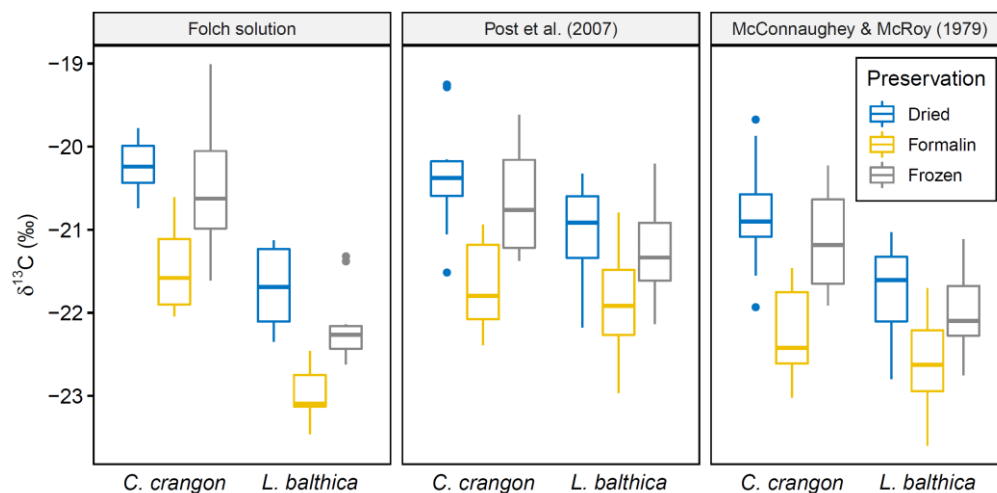 Folch solution
Post et al. (2007)
McConnaughey & McRoy (1979)
δ13C (‰)
−19
−20
−21
−22
−23
Preservation
Dried
Formalin
Frozen
C. crangon L. balthica
C. crangon L. balthica
C. crangon L. balthica